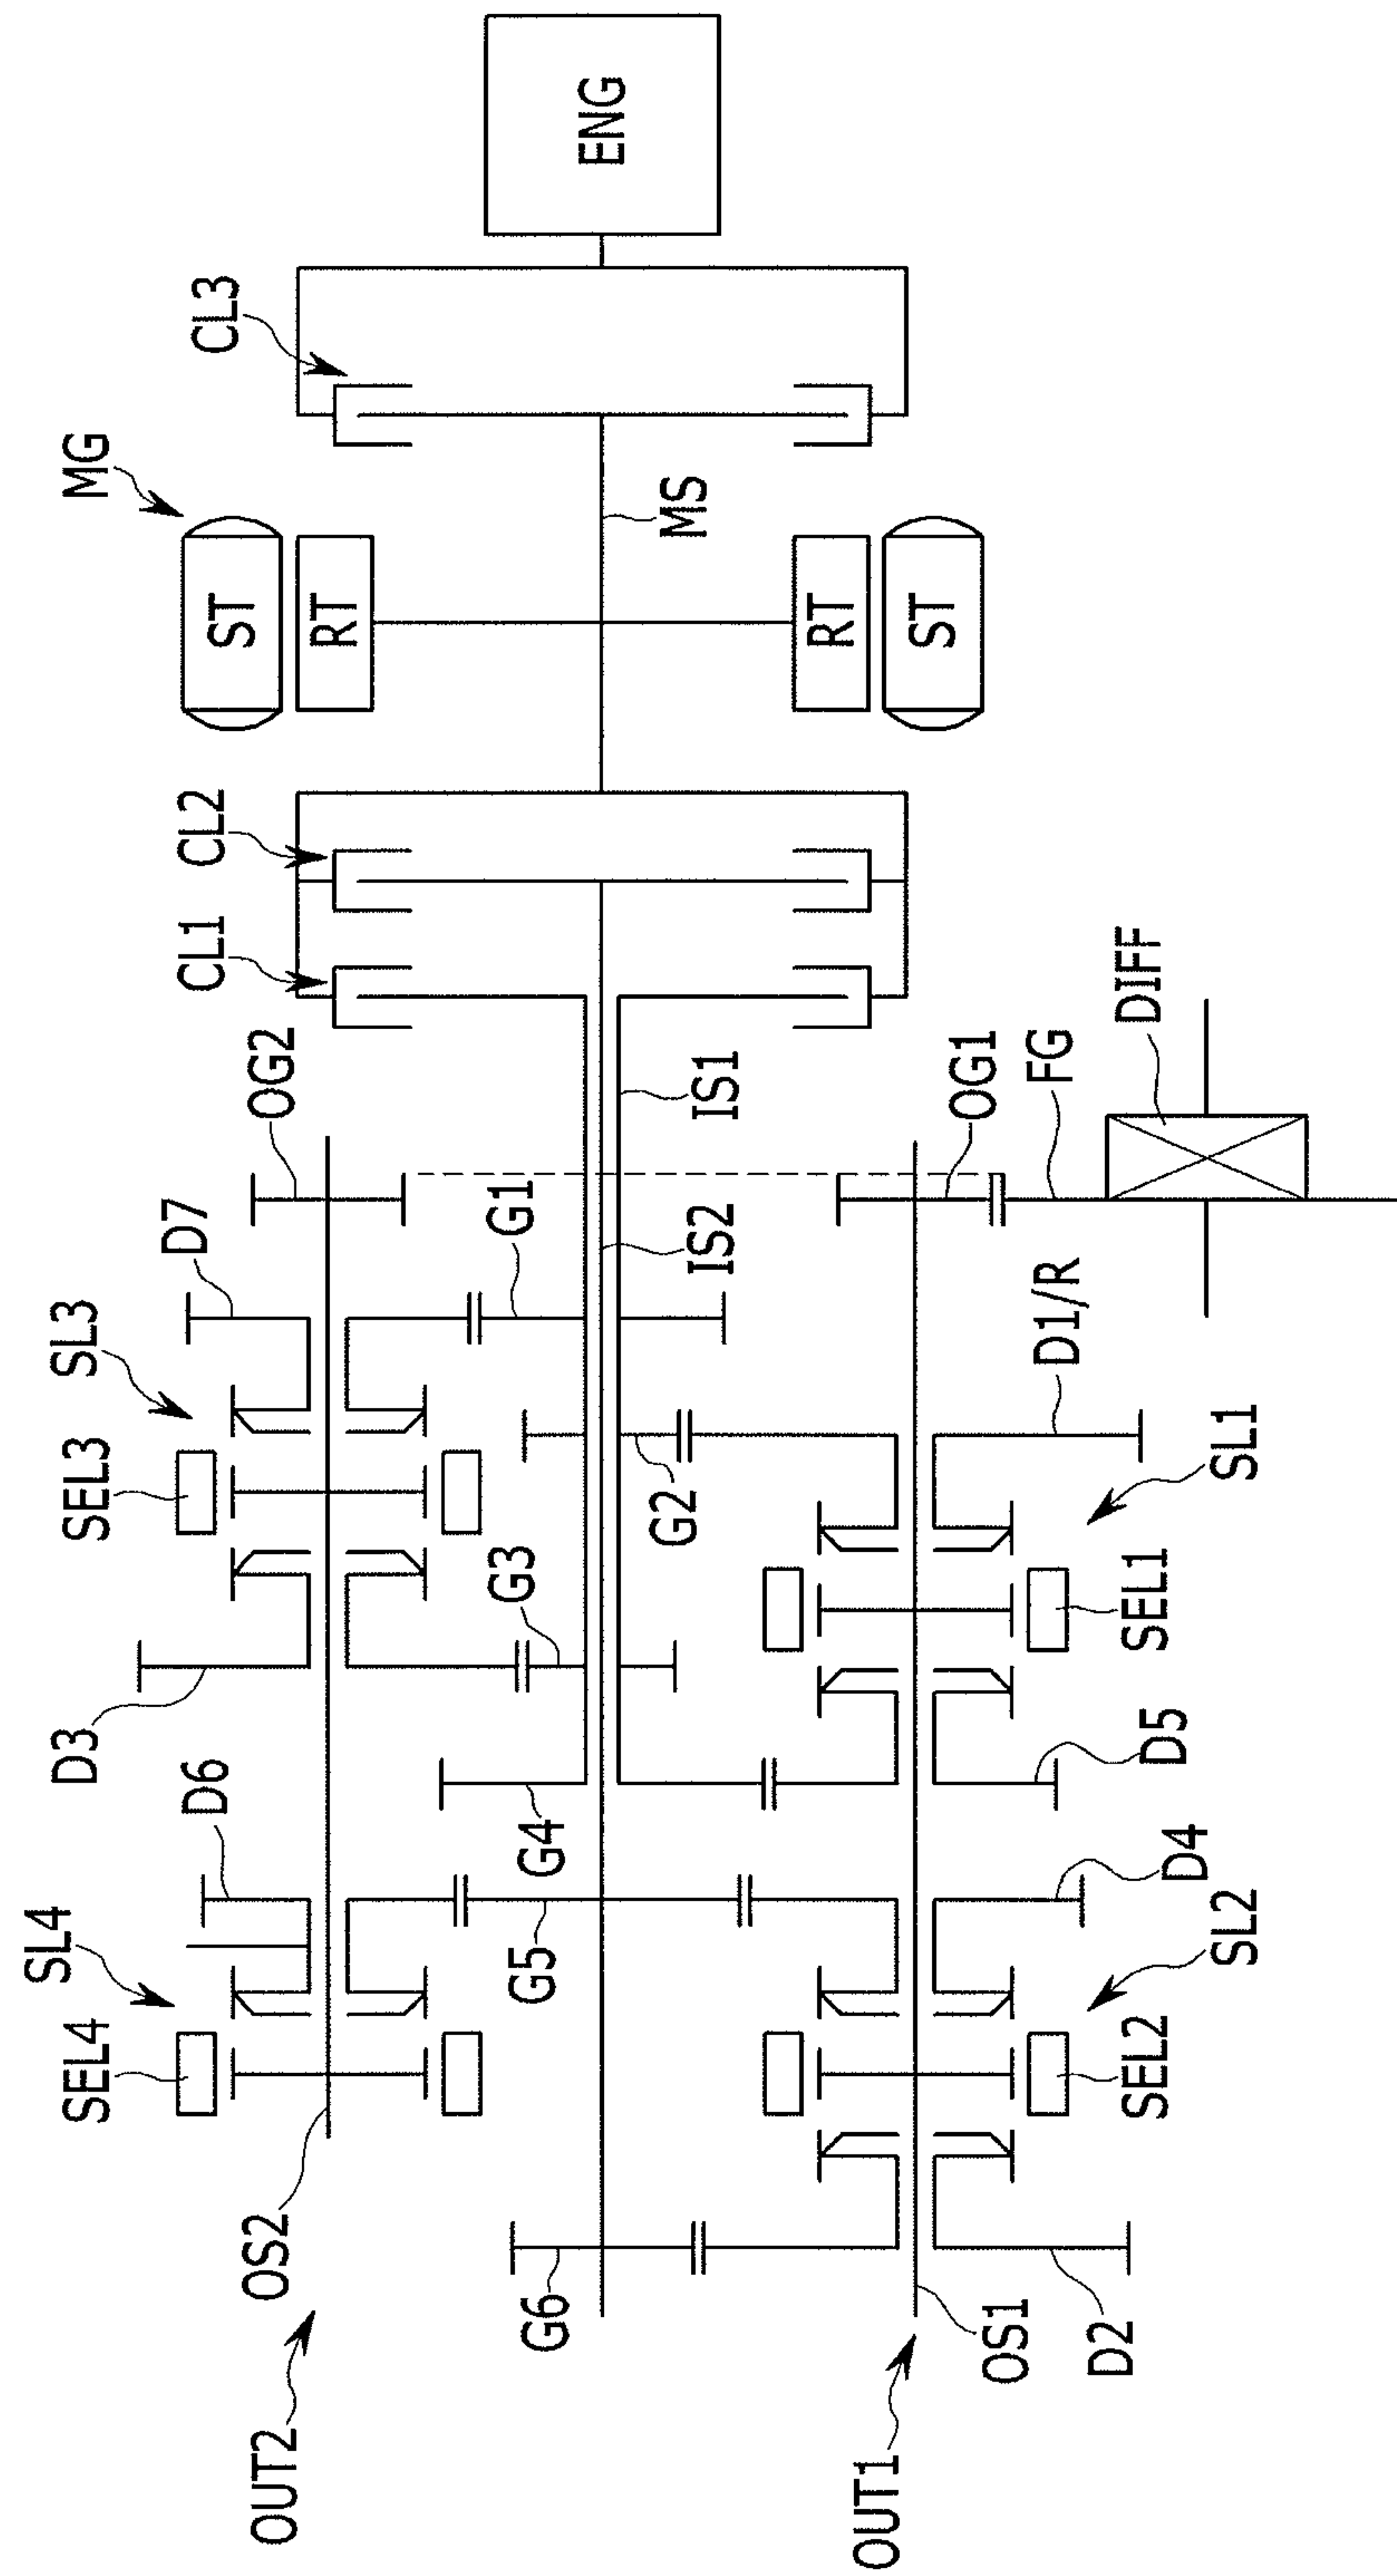 ENG
CL3
MG
MS
ST
RT
RT
ST
CL2
CL1
DIFF
OG2
IS1
OG1
FG
D7
G1
IS2
D1/R
SL3
SEL3
G2
SL1
G3
SEL1
D3
D6
G4
D5
SL4
G5
D4
SL2
SEL4
SEL2
OS2
G6
OS1
D2
OUT2
OUT1